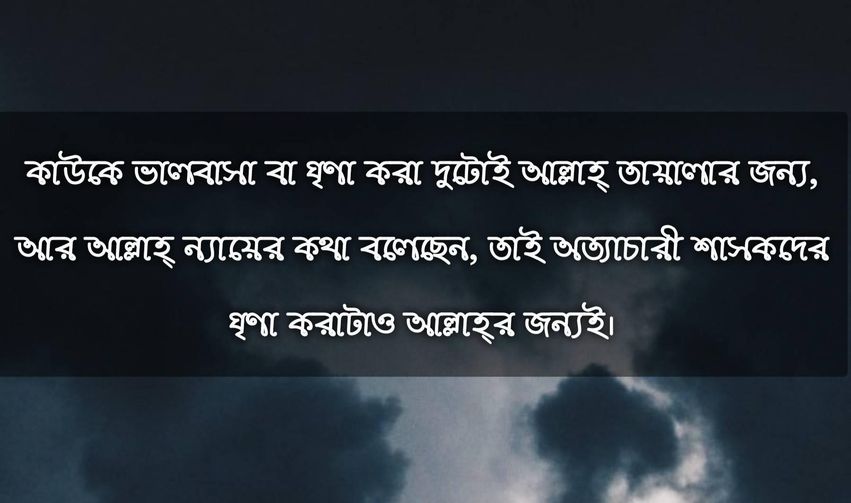 কাউকে ভালবাসা বা ঘৃণা করা দুটোই আল্লাহ্ তায়ালার জন্য,
আর আল্লাহ্ ন্যায়ের কথা বলেছেন, তাই অত্যাচারী শাসকদের
ঘৃণা করাটাও আল্লাহ্‌র জন্যই।